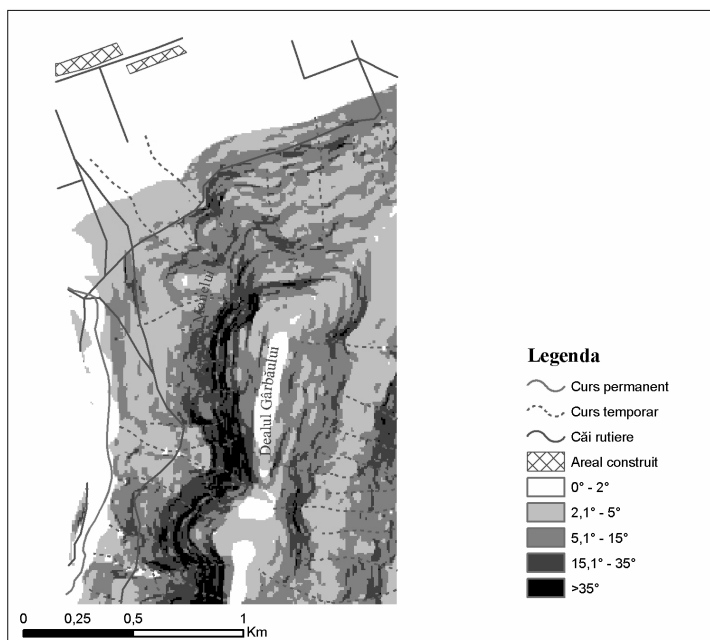 Dealul Gârbăului
Legenda
Curs permanent
Curs temporar
Căi rutiere
Areal construit
0° - 2°
2,1° - 5°
5,1° - 15°
15,1° - 35°
>35°
0 0,25 0,5 1
Km